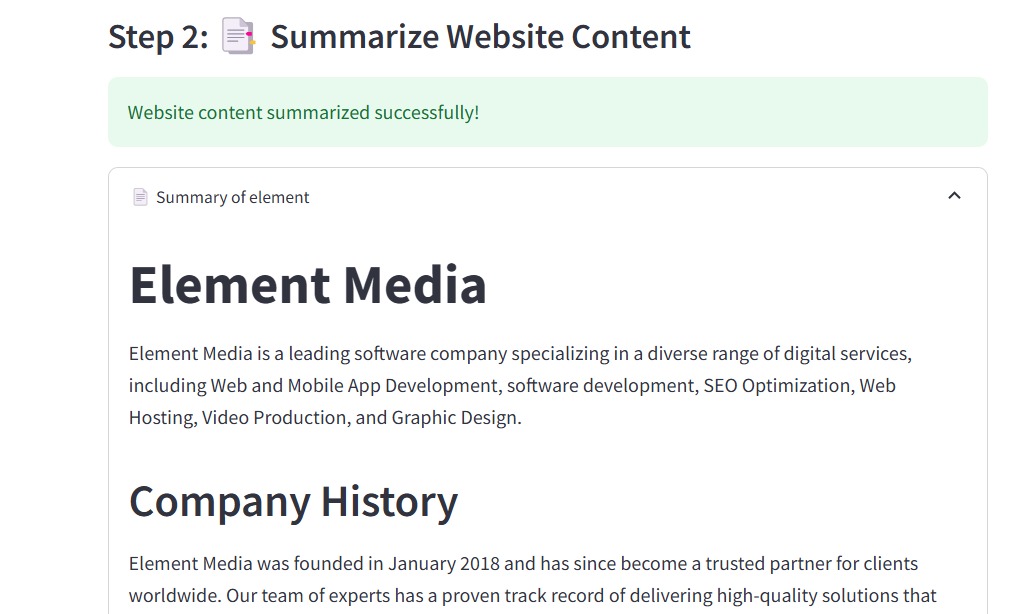 Step 2: 📑 Summarize Website Content
Website content summarized successfully!
📄 Summary of element
Element Media
Element Media is a leading software company specializing in a diverse range of digital services,
including Web and Mobile App Development, software development, SEO Optimization, Web
Hosting, Video Production, and Graphic Design.
Company History
Element Media was founded in January 2018 and has since become a trusted partner for clients
worldwide. Our team of experts has a proven track record of delivering high-quality solutions that